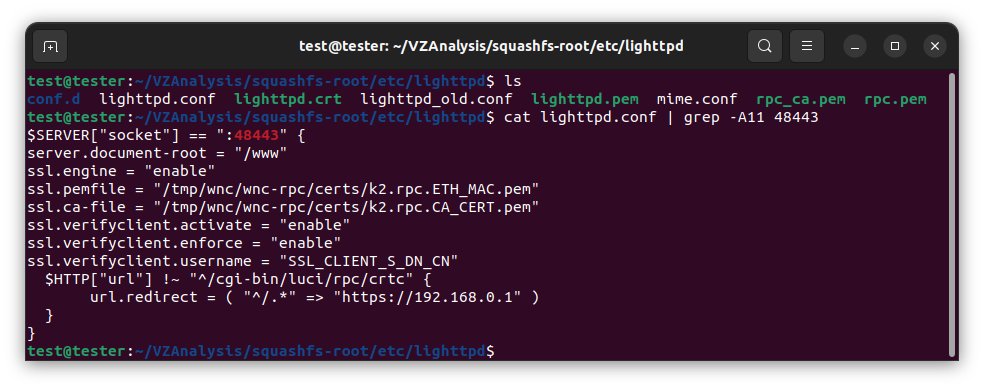 test@tester: ~/VZAnalysis/squashfs-root/etc/lighttpd
test@tester:~/VZAnalysis/squashfs-root/etc/lighttpd$ ls
conf.d  lighttpd.conf  lighttpd.crt  lighttpd_old.conf  lighttpd.pem  mime.conf  rpc_ca.pem  rpc.pem
test@tester:~/VZAnalysis/squashfs-root/etc/lighttpd$ cat lighttpd.conf | grep -A11 48443
$SERVER["socket"] == ":48443" {
server.document-root = "/www"
ssl.engine = "enable"
ssl.pemfile = "/tmp/wnc/wnc-rpc/certs/k2.rpc.ETH_MAC.pem"
ssl.ca-file = "/tmp/wnc/wnc-rpc/certs/k2.rpc.CA_CERT.pem"
ssl.verifyclient.activate = "enable"
ssl.verifyclient.enforce = "enable"
ssl.verifyclient.username = "SSL_CLIENT_S_DN_CN"
  $HTTP["url"] !~ "^/cgi-bin/luci/rpc/crtc" {
       url.redirect = ( "^/.*" => "https://192.168.0.1" )
  }
}
test@tester:~/VZAnalysis/squashfs-root/etc/lighttpd$